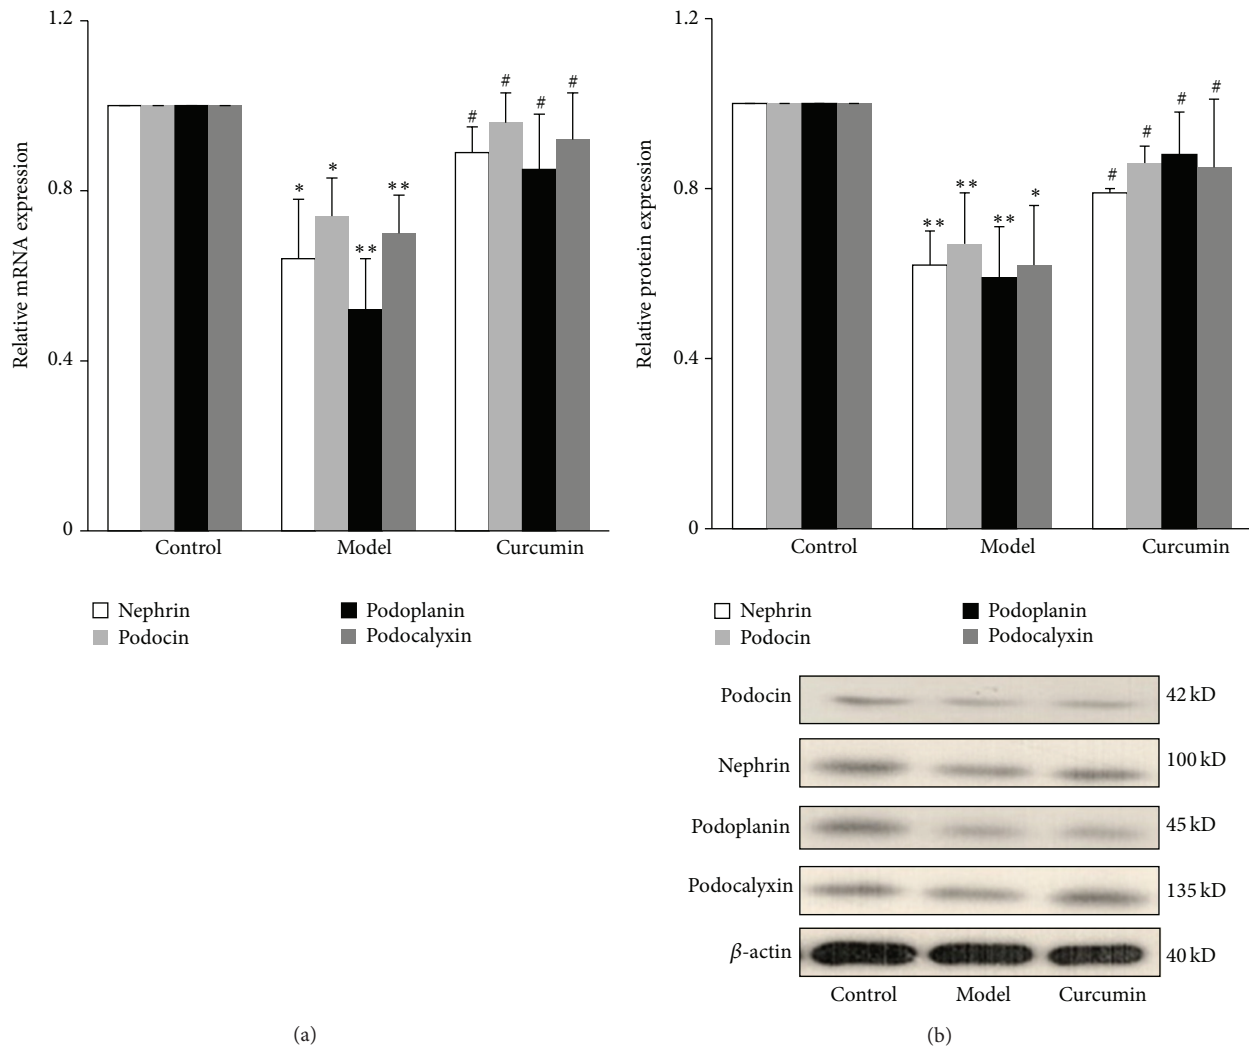 1.2
0.8
0.4
0
Relative mRNA expression
*
*
**
**
#
#
#
#
Control Model Curcumin
Nephrin Podoplanin
Podocin Podocalyxin
(a)
1.2
0.8
0.4
0
Relative protein expression
**
**
**
*
#
#
#
#
Control Model Curcumin
Nephrin Podoplanin
Podocin Podocalyxin
Podocin 42 kD
Nephrin 100 kD
Podoplanin 45 kD
Podocalyxin 135 kD
β-actin 40 kD
Control Model Curcumin
(b)